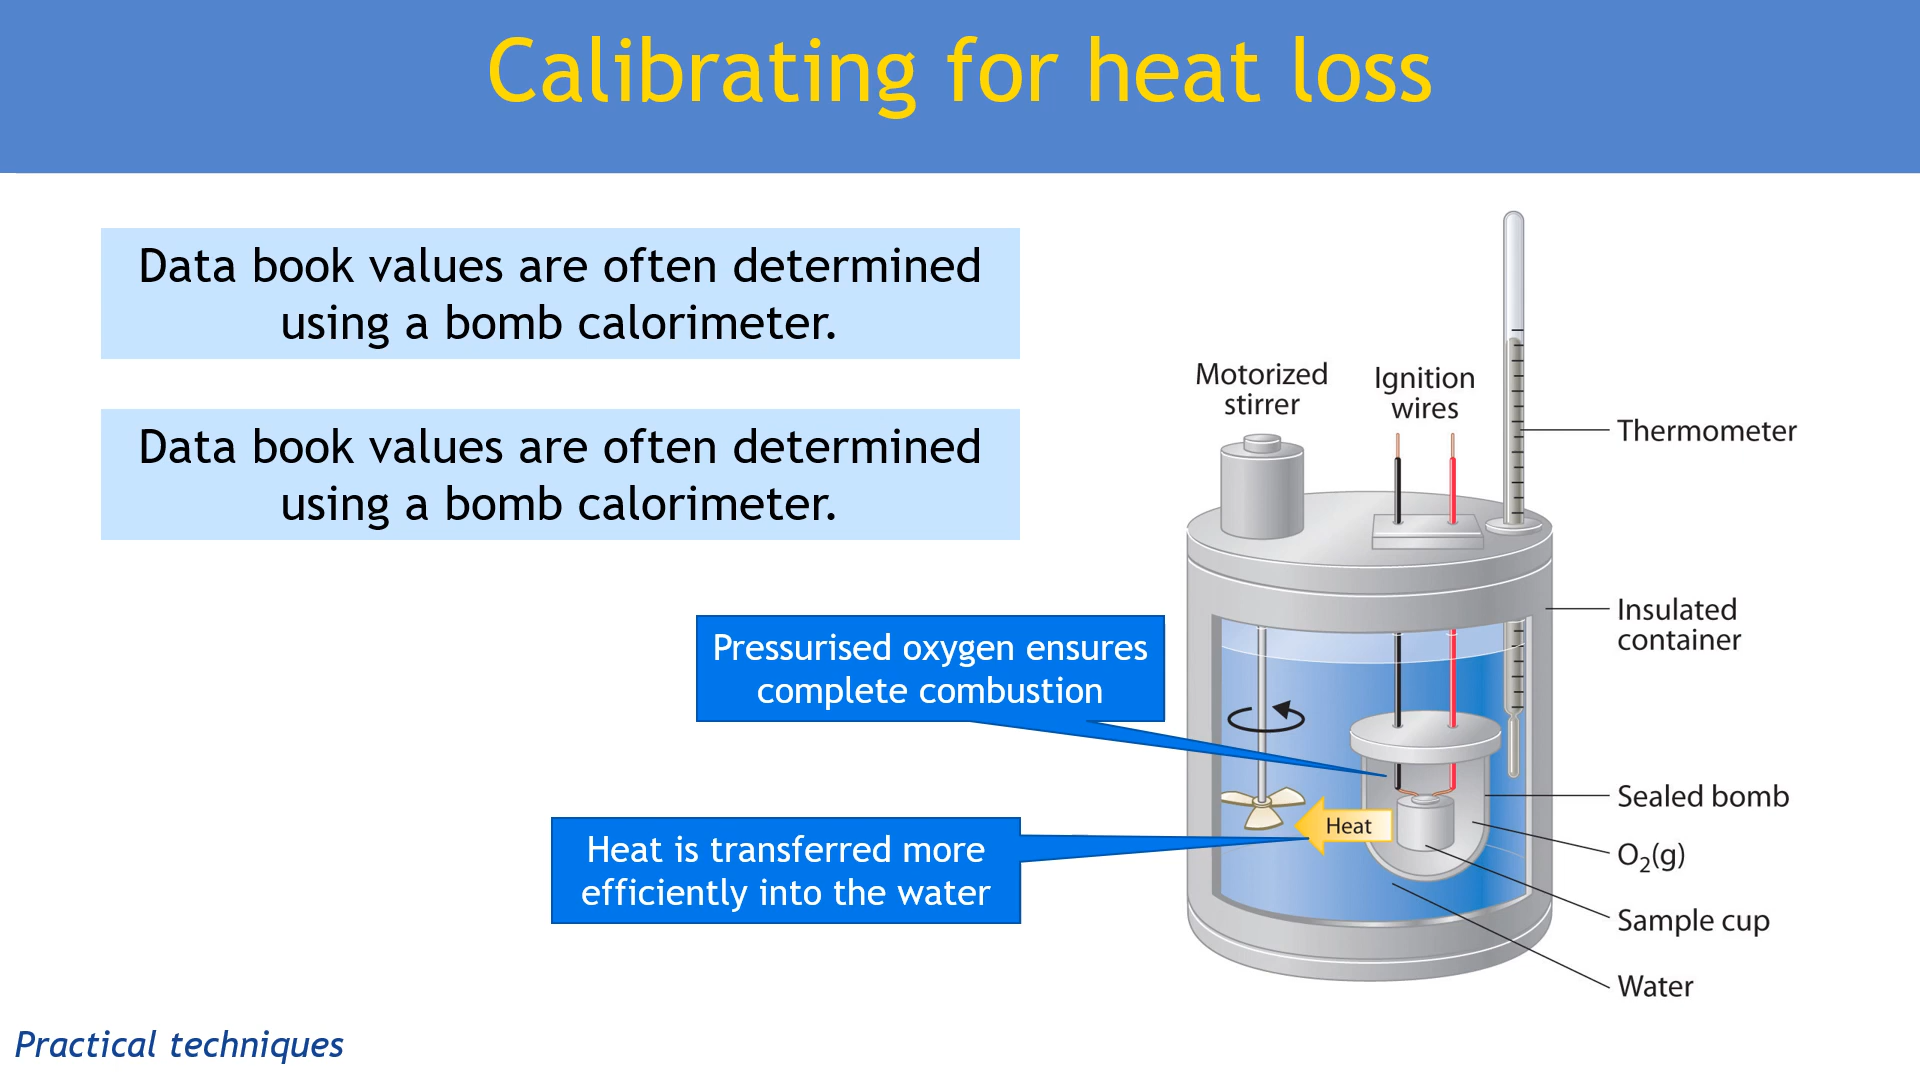 Calibrating for heat loss
Data book values are often determined
using a bomb calorimeter.
Data book values are often determined
using a bomb calorimeter.
Pressurised oxygen ensures
complete combustion
Heat is transferred more
efficiently into the water
Motorized
stirrer
Ignition
wires
Thermometer
Insulated
container
Sealed bomb
Heat
O₂(g)
Sample cup
Water
Practical techniques